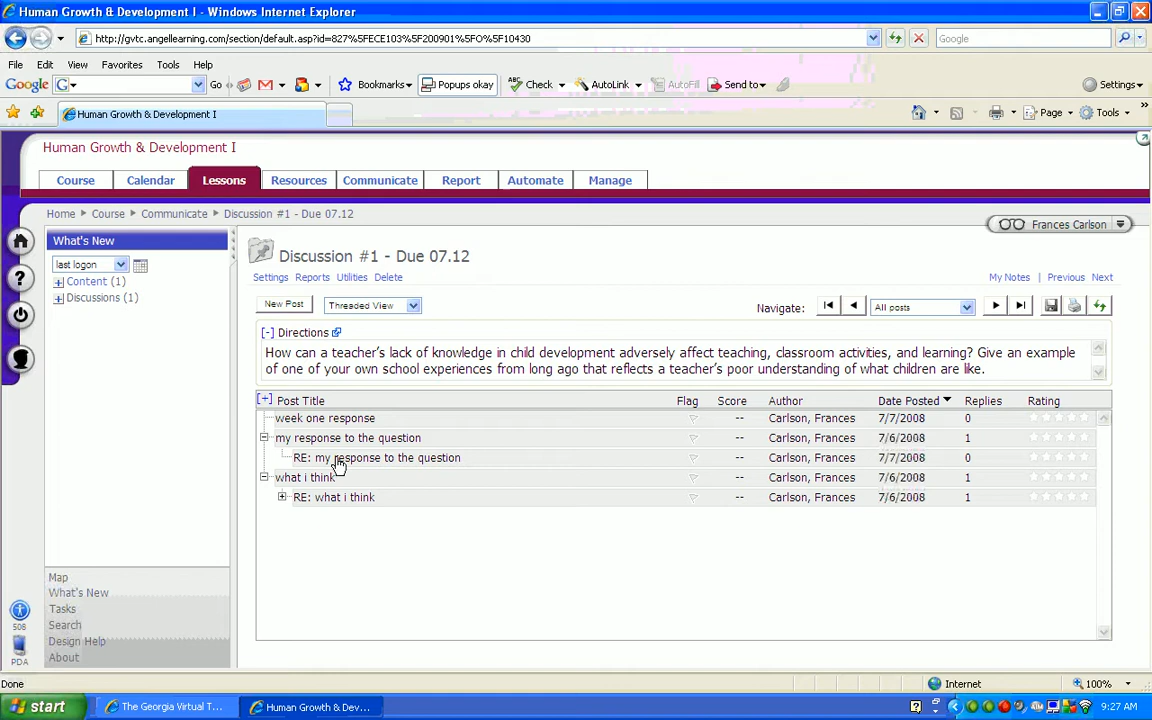 Human Growth & Development I - Windows Internet Explorer
http://gvtc.angellearning.com/section/default.asp?id=827%5FECE103%5F200901%5FO%5F10430
Google
File Edit View Favorites Tools Help
Google G Go Bookmarks Popups okay Check AutoLink AutoFill Send to Settings
Human Growth & Development I
Page Tools
Human Growth & Development I
Course Calendar Lessons Resources Communicate Report Automate Manage
Home > Course > Communicate > Discussion #1 - Due 07.12
Frances Carlson
What's New
last logon
Content (1)
Discussions (1)
Discussion #1 - Due 07.12
Settings Reports Utilities Delete
My Notes Previous Next
New Post Threaded View Navigate: All posts
[-] Directions
How can a teacher's lack of knowledge in child development adversely affect teaching, classroom activities, and learning? Give an example
of one of your own school experiences from long ago that reflects a teacher's poor understanding of what children are like.
[+] Post Title Flag Score Author Date Posted Replies Rating
week one response -- Carlson, Frances 7/7/2008 0
my response to the question -- Carlson, Frances 7/6/2008 1
RE: my response to the question -- Carlson, Frances 7/7/2008 0
what i think -- Carlson, Frances 7/6/2008 1
RE: what i think -- Carlson, Frances 7/6/2008 1
Map
What's New
Tasks
Search
Design Help
About
508
PDA
Done Internet 100%
start The Georgia Virtual T... Human Growth & Dev... 9:27 AM